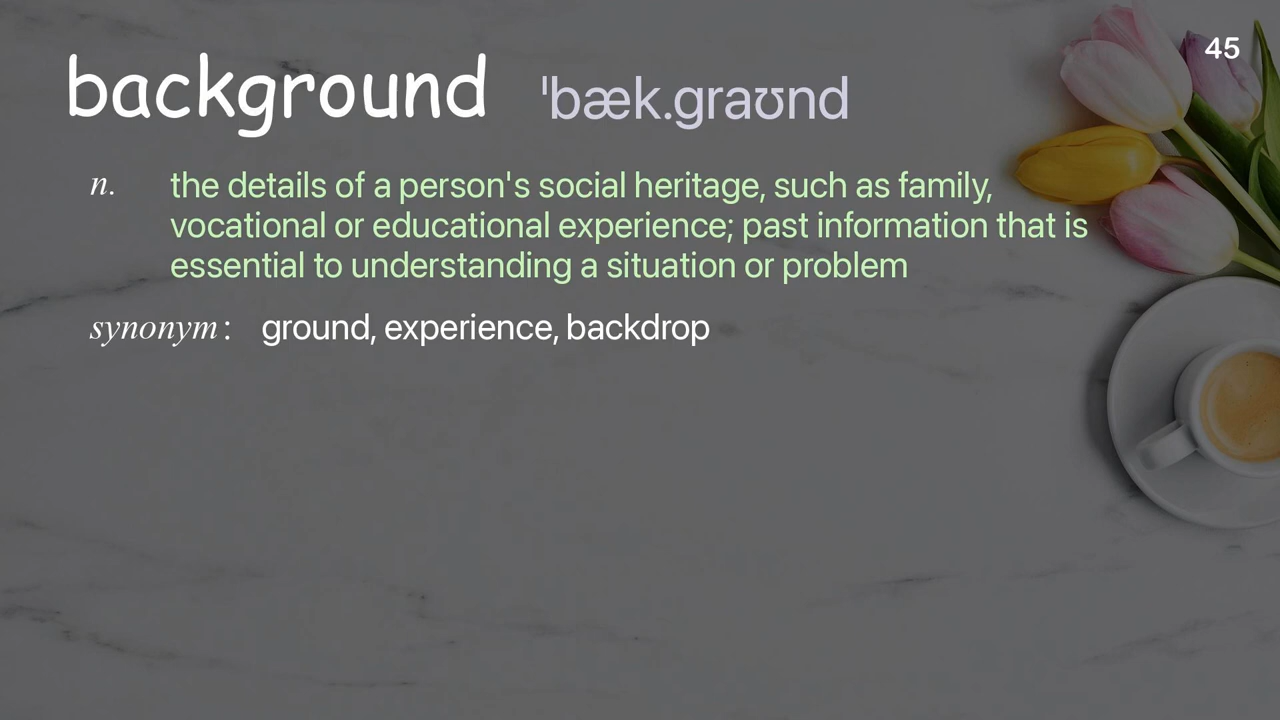 45
background ˈbæk.graʊnd
n. the details of a person's social heritage, such as family,
vocational or educational experience; past information that is
essential to understanding a situation or problem
synonym: ground, experience, backdrop